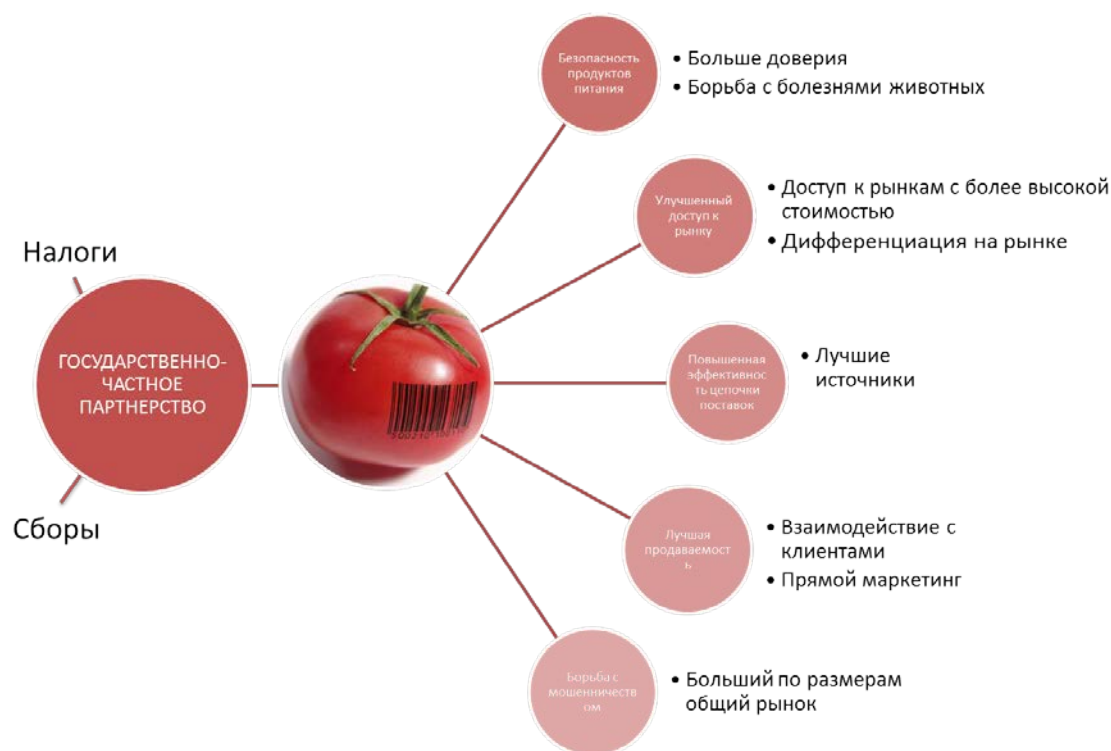 Безопасность
продуктов
питания
• Больше доверия
• Борьба с болезнями животных
Улучшенный
доступ к
рынку
• Доступ к рынкам с более высокой
стоимостью
• Дифференциация на рынке
Налоги
ГОСУДАРСТВЕННО-
ЧАСТНОЕ
ПАРТНЕРСТВО
Сборы
Повышенная
эффективнос
ть цепочки
поставок
• Лучшие
источники
Лучшая
продаваемост
ь
• Взаимодействие с
клиентами
• Прямой маркетинг
Борьба с
мошенничеств
ом
• Больший по размерам
общий рынок